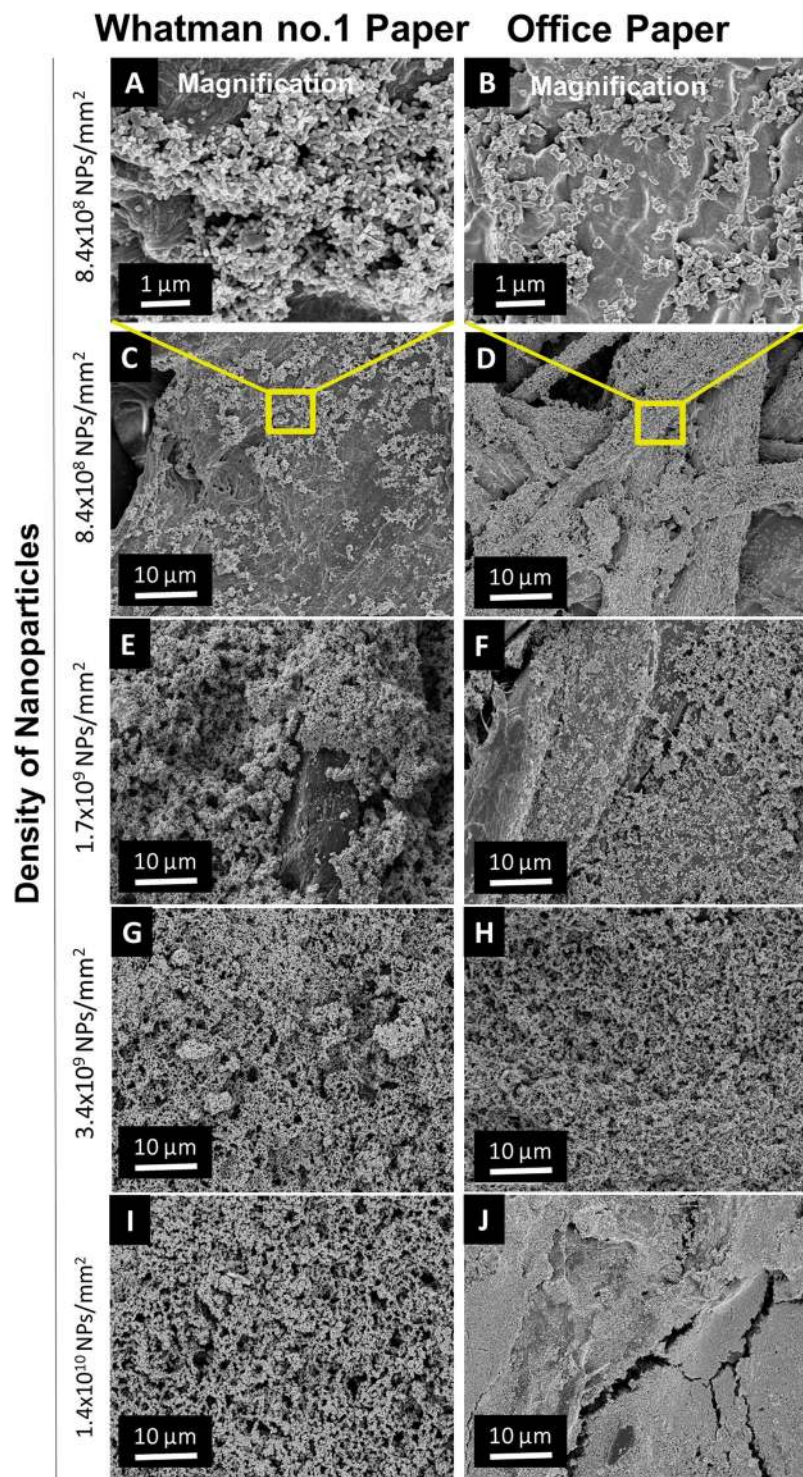 Whatman no.1 Paper Office Paper
Density of Nanoparticles
8.4x10⁸ NPs/mm²
A Magnification
1 µm
B Magnification
1 µm
8.4x10⁸ NPs/mm²
C
10 µm
D
10 µm
1.7x10⁹ NPs/mm²
E
10 µm
F
10 µm
3.4x10⁹ NPs/mm²
G
10 µm
H
10 µm
1.4x10¹⁰ NPs/mm²
I
10 µm
J
10 µm